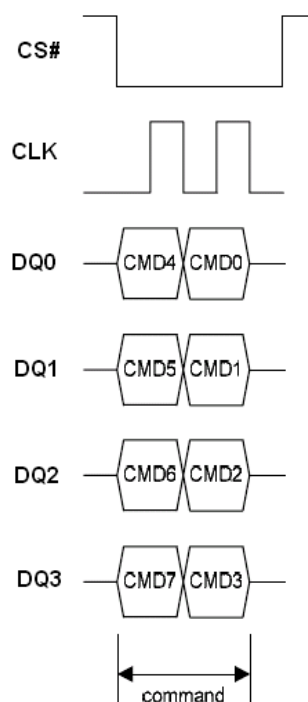 CS#
CLK
DQ0 CMD4 CMD0
DQ1 CMD5 CMD1
DQ2 CMD6 CMD2
DQ3 CMD7 CMD3
command